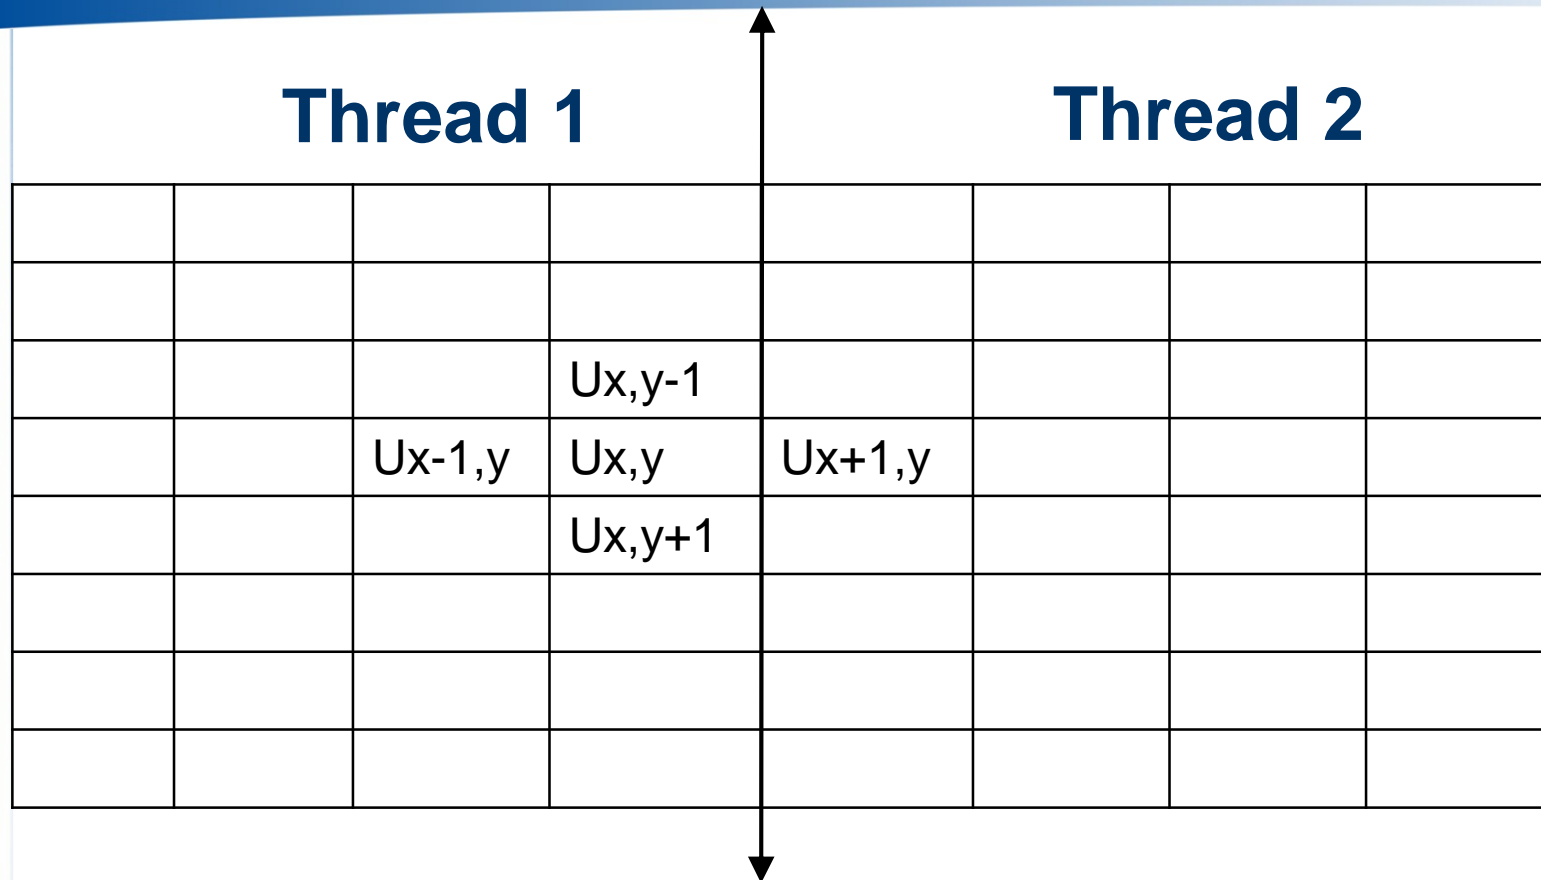 Thread 1
Thread 2
Ux,y-1
Ux-1,y Ux,y Ux+1,y
Ux,y+1